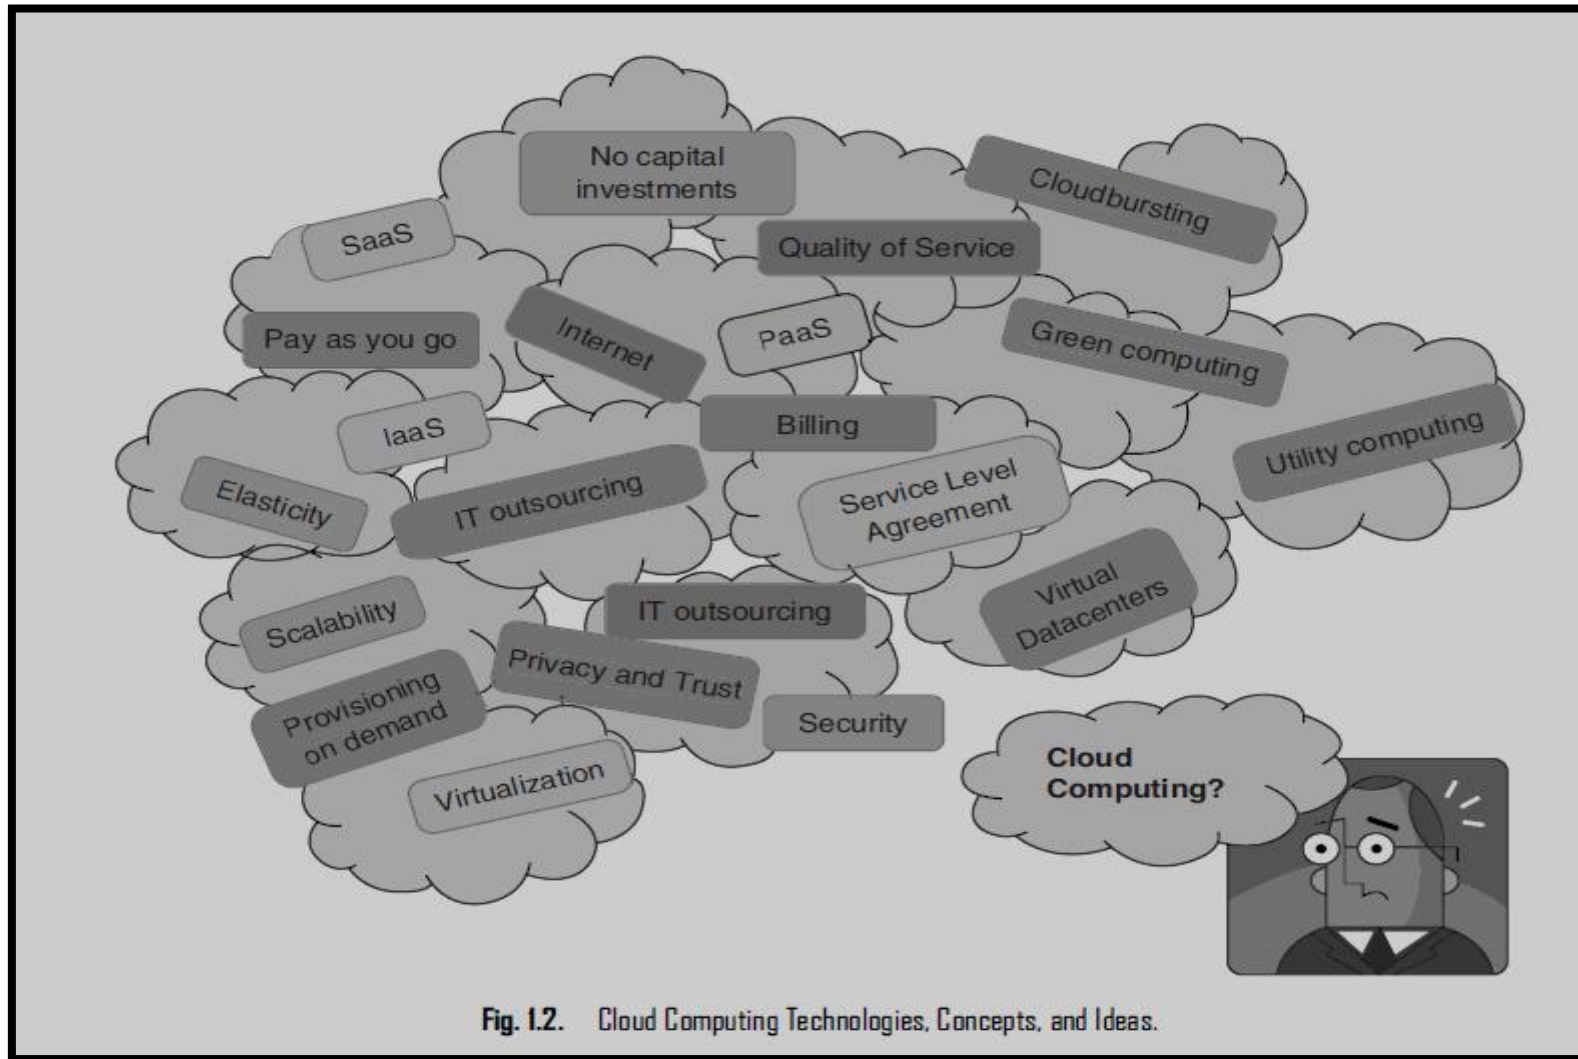 No capital
investments
Cloudbursting
SaaS
Quality of Service
Pay as you go
Internet
PaaS
Green computing
IaaS
Billing
Utility computing
Elasticity
IT outsourcing
Service Level
Agreement
Scalability
IT outsourcing
Virtual
Datacenters
Privacy and Trust
Provisioning
on demand
Security
Virtualization
Cloud
Computing?
Fig. 1.2. Cloud Computing Technologies, Concepts, and Ideas.